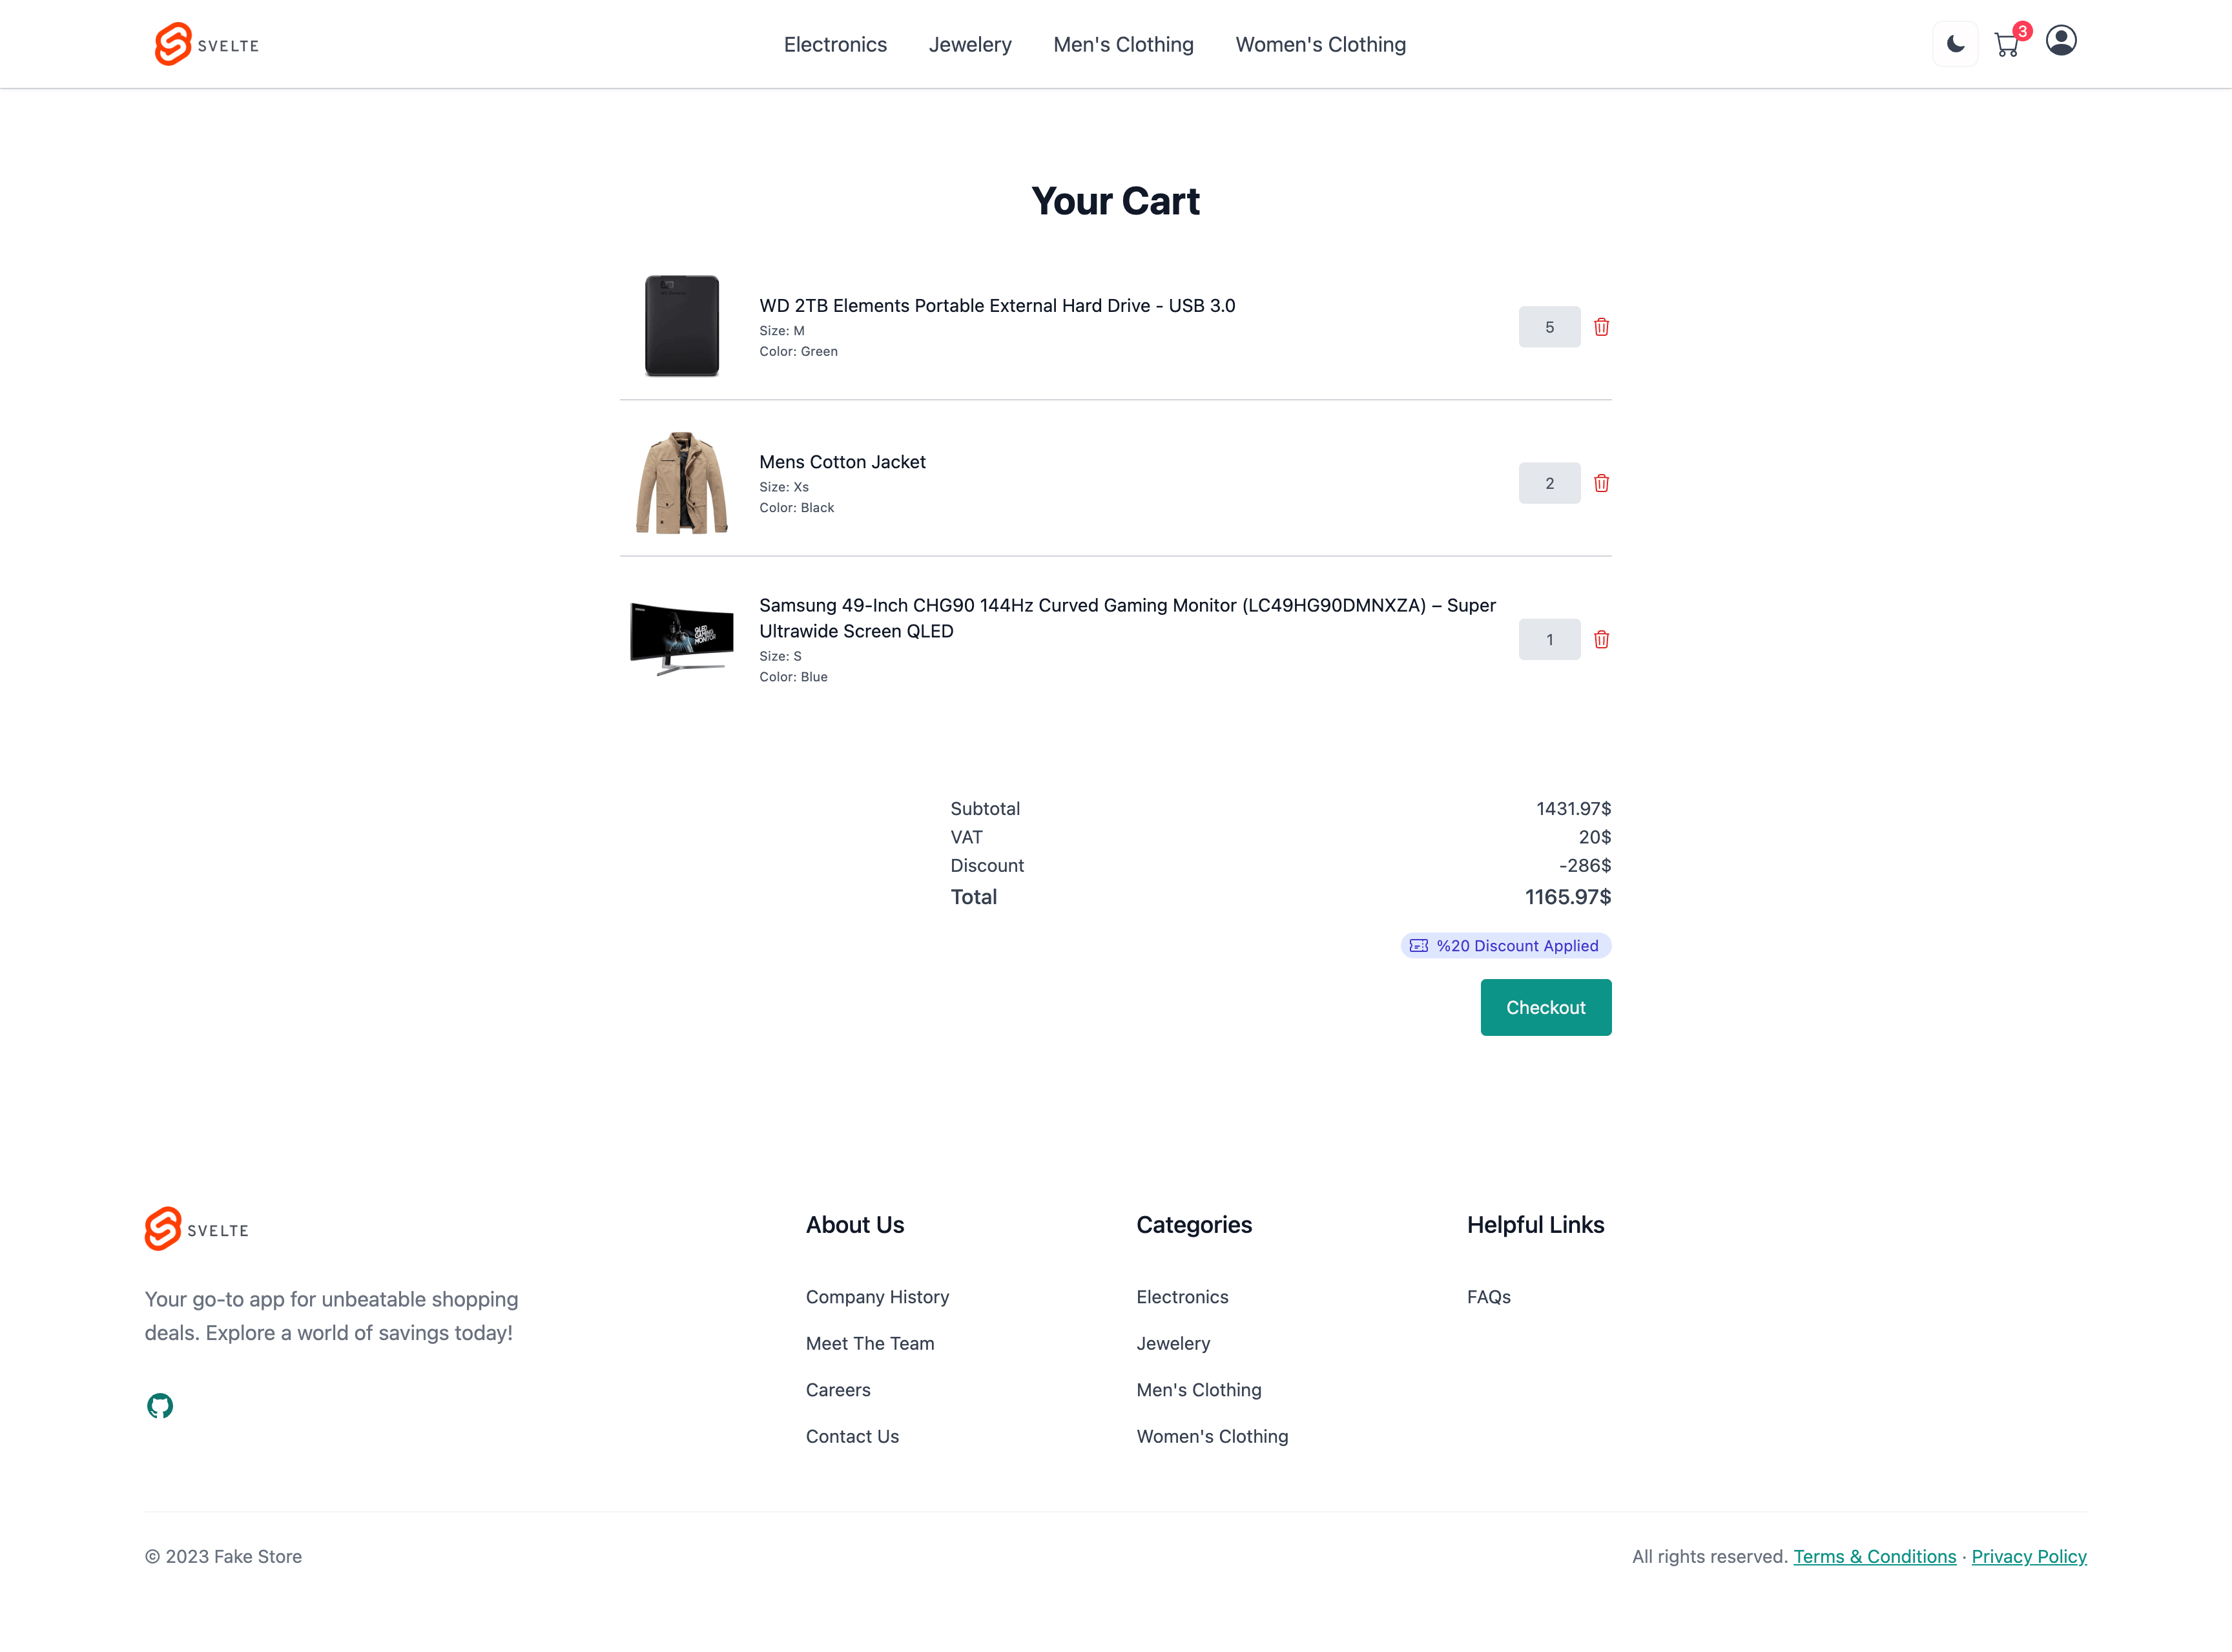 SVELTE
Electronics
Jewelery
Men's Clothing
Women's Clothing
3
Your Cart
WD 2TB Elements Portable External Hard Drive - USB 3.0
Size: M
Color: Green
5
Mens Cotton Jacket
Size: Xs
Color: Black
2
QLED
GAMING
MONITOR
Samsung 49-Inch CHG90 144Hz Curved Gaming Monitor (LC49HG90DMNXZA) – Super
Ultrawide Screen QLED
Size: S
Color: Blue
1
Subtotal 1431.97$
VAT 20$
Discount -286$
Total 1165.97$
%20 Discount Applied
Checkout
SVELTE
Your go-to app for unbeatable shopping
deals. Explore a world of savings today!
About Us
Company History
Meet The Team
Careers
Contact Us
Categories
Electronics
Jewelery
Men's Clothing
Women's Clothing
Helpful Links
FAQs
© 2023 Fake Store
All rights reserved. Terms & Conditions · Privacy Policy